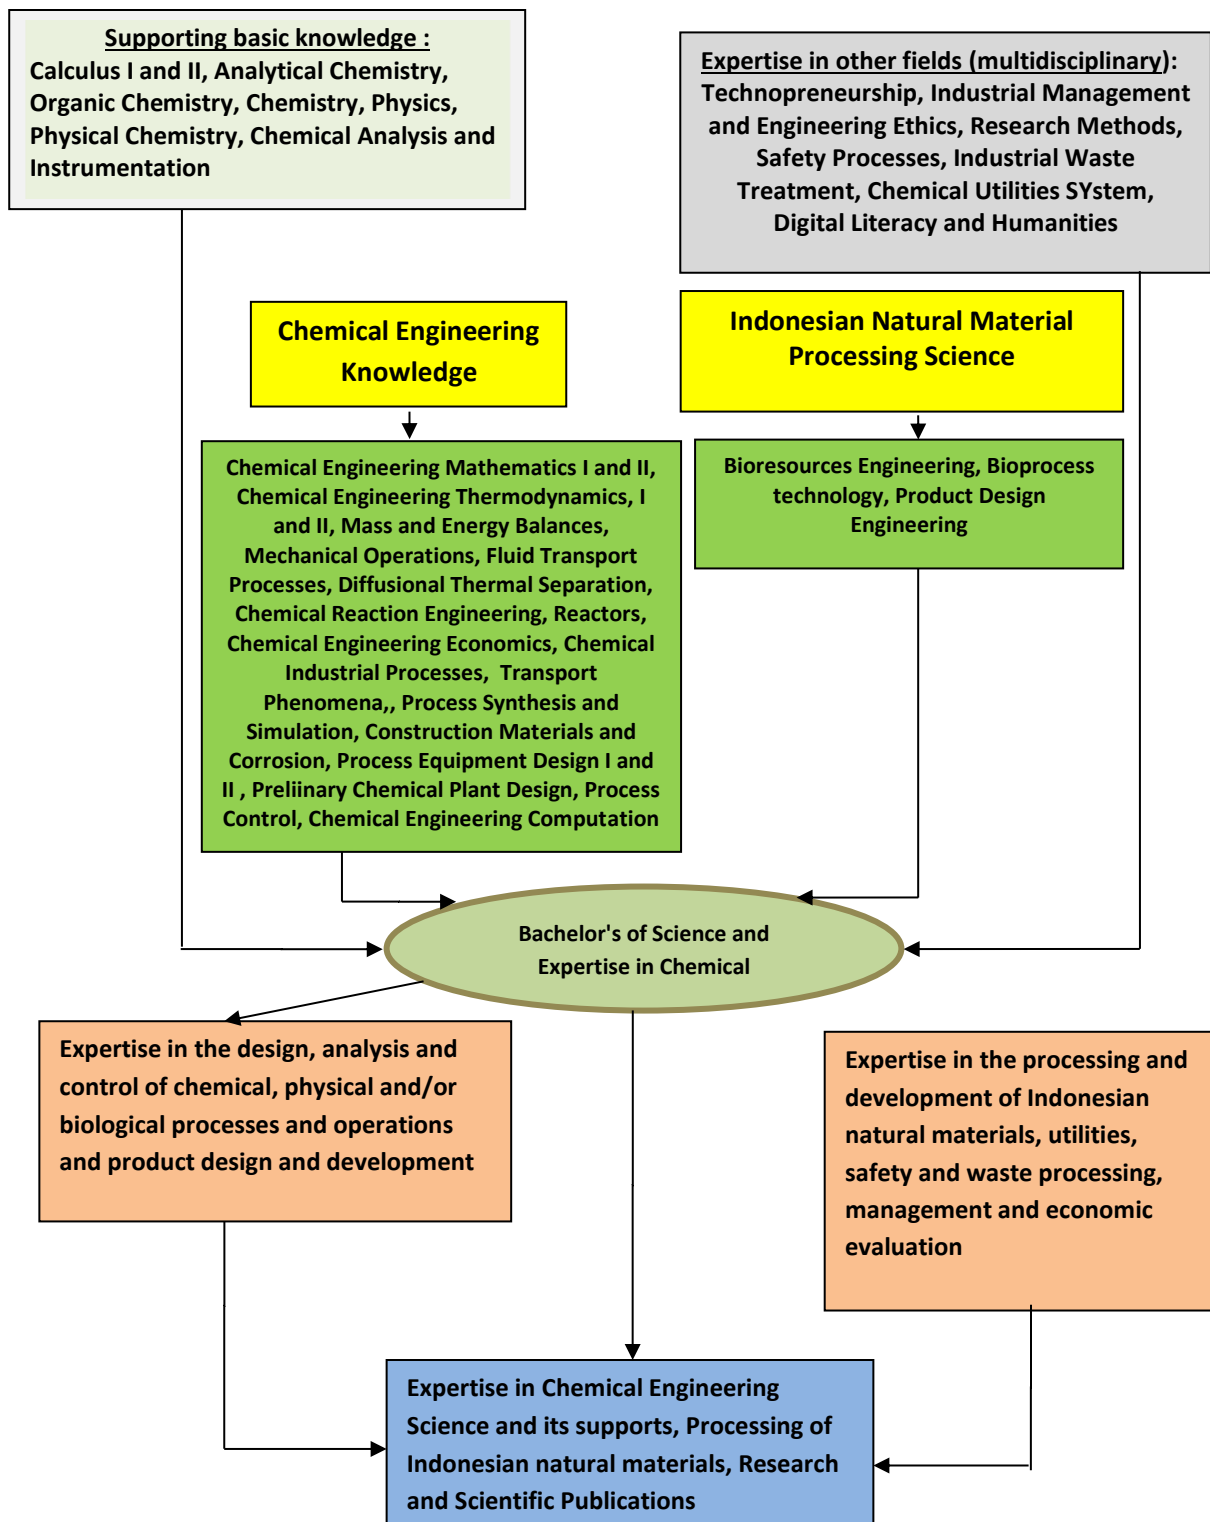 Supporting basic knowledge :
Calculus I and II, Analytical Chemistry,
Organic Chemistry, Chemistry, Physics,
Physical Chemistry, Chemical Analysis and
Instrumentation
Expertise in other fields (multidisciplinary):
Technopreneurship, Industrial Management
and Engineering Ethics, Research Methods,
Safety Processes, Industrial Waste
Treatment, Chemical Utilities SYstem,
Digital Literacy and Humanities
Chemical Engineering
Knowledge
Indonesian Natural Material
Processing Science
Chemical Engineering Mathematics I and II,
Chemical Engineering Thermodynamics, I
and II, Mass and Energy Balances,
Mechanical Operations, Fluid Transport
Processes, Diffusional Thermal Separation,
Chemical Reaction Engineering, Reactors,
Chemical Engineering Economics, Chemical
Industrial Processes, Transport
Phenomena,, Process Synthesis and
Simulation, Construction Materials and
Corrosion, Process Equipment Design I and
II , Preliinary Chemical Plant Design, Process
Control, Chemical Engineering Computation
Bioresources Engineering, Bioprocess
technology, Product Design
Engineering
Bachelor's of Science and
Expertise in Chemical
Expertise in the design, analysis and
control of chemical, physical and/or
biological processes and operations
and product design and development
Expertise in the processing and
development of Indonesian
natural materials, utilities,
safety and waste processing,
management and economic
evaluation
Expertise in Chemical Engineering
Science and its supports, Processing of
Indonesian natural materials, Research
and Scientific Publications